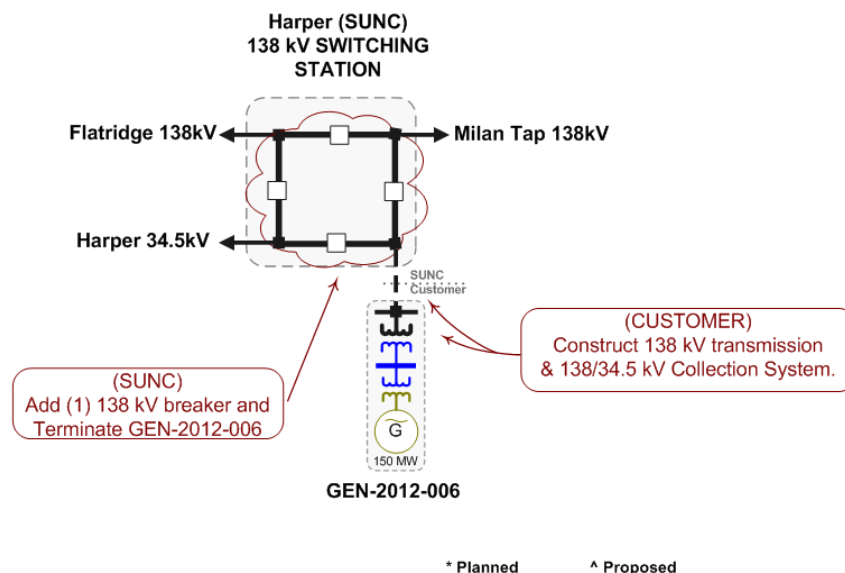 Harper (SUNC)
138 kV SWITCHING
STATION
Flatridge 138kV
Milan Tap 138kV
Harper 34.5kV
SUNC
Customer
(CUSTOMER)
Construct 138 kV transmission
& 138/34.5 kV Collection System.
(SUNC)
Add (1) 138 kV breaker and
Terminate GEN-2012-006
G
150 MW
GEN-2012-006
* Planned
^ Proposed